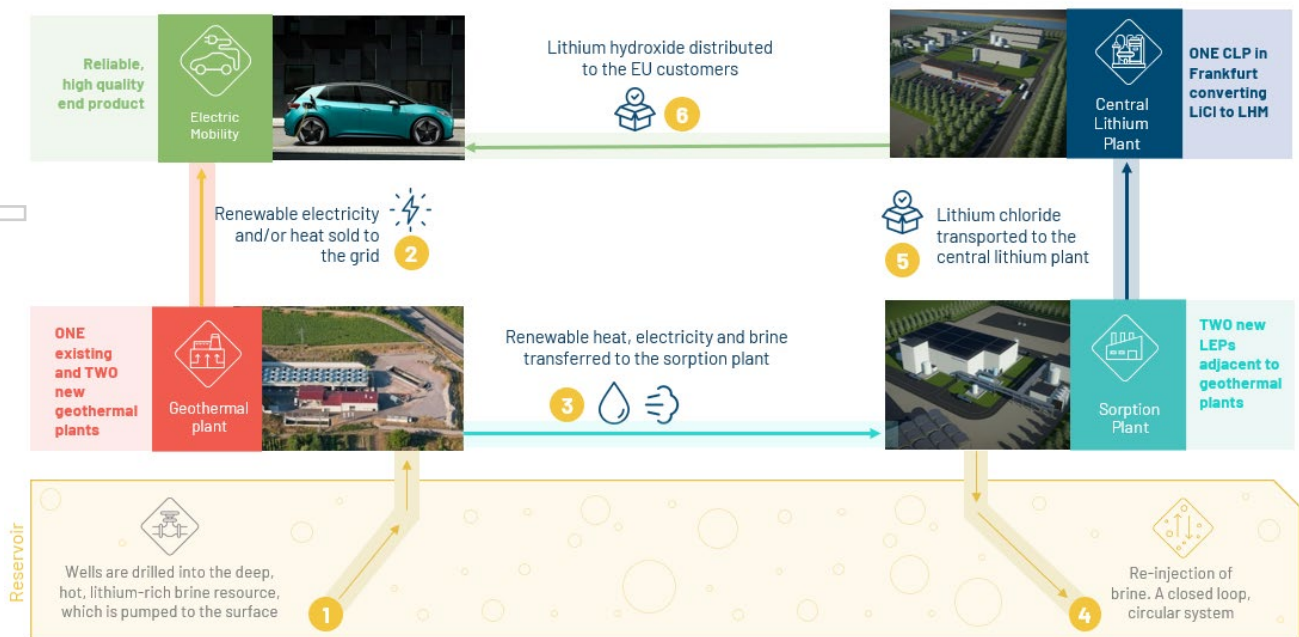 Reliable,
high quality
end product
Electric
Mobility
Lithium hydroxide distributed
to the EU customers
6
Central
Lithium
Plant
ONE CLP in
Frankfurt
converting
LiCl to LHM
Renewable electricity
and/or heat sold to
the grid
2
5
Lithium chloride
transported to the
central lithium plant
ONE
existing
and TWO
new
geothermal
plants
Geothermal
plant
Renewable heat, electricity and brine
transferred to the sorption plant
3
Sorption
Plant
TWO new
LEPs
adjacent to
geothermal
plants
Reservoir
Wells are drilled into the deep,
hot, lithium-rich brine resource,
which is pumped to the surface
1
4
Re-injection of
brine. A closed loop,
circular system